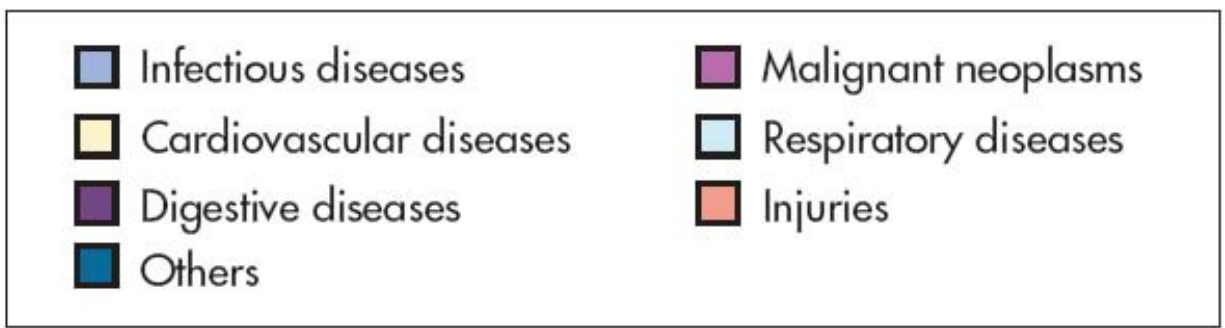 Infectious diseases
Malignant neoplasms
Cardiovascular diseases
Respiratory diseases
Digestive diseases
Injuries
Others